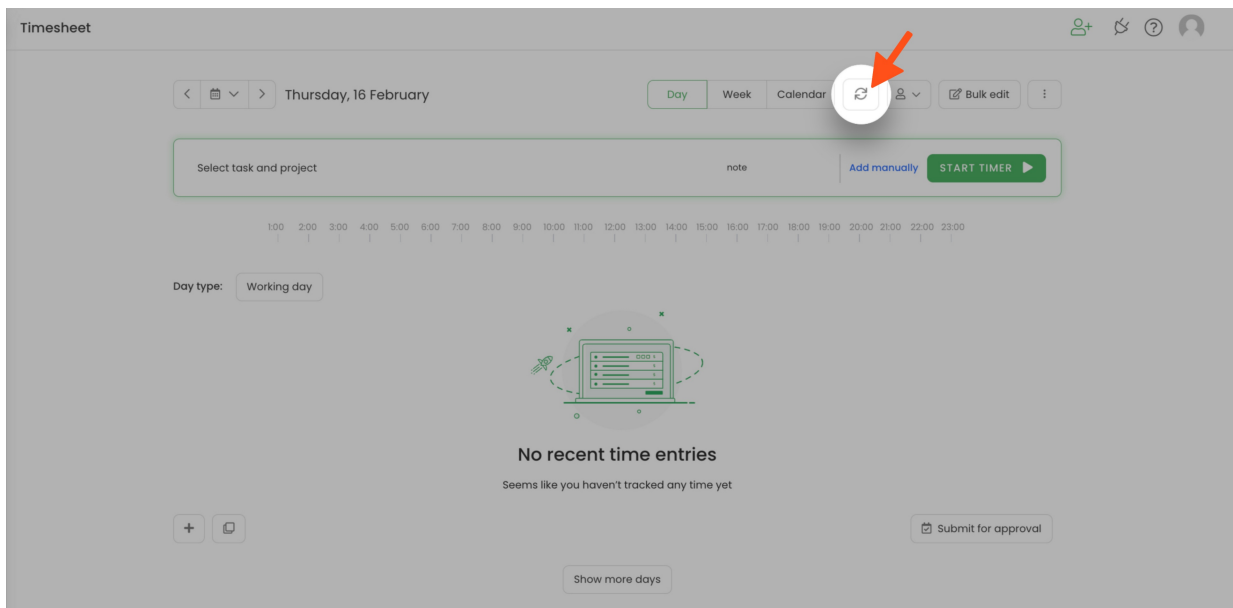 Timesheet
Thursday, 16 February
Day Week Calendar Bulk edit
Select task and project note Add manually START TIMER
1:00 2:00 3:00 4:00 5:00 6:00 7:00 8:00 9:00 10:00 11:00 12:00 13:00 14:00 15:00 16:00 17:00 18:00 19:00 20:00 21:00 22:00 23:00
Day type: Working day
No recent time entries
Seems like you haven't tracked any time yet
Submit for approval
Show more days